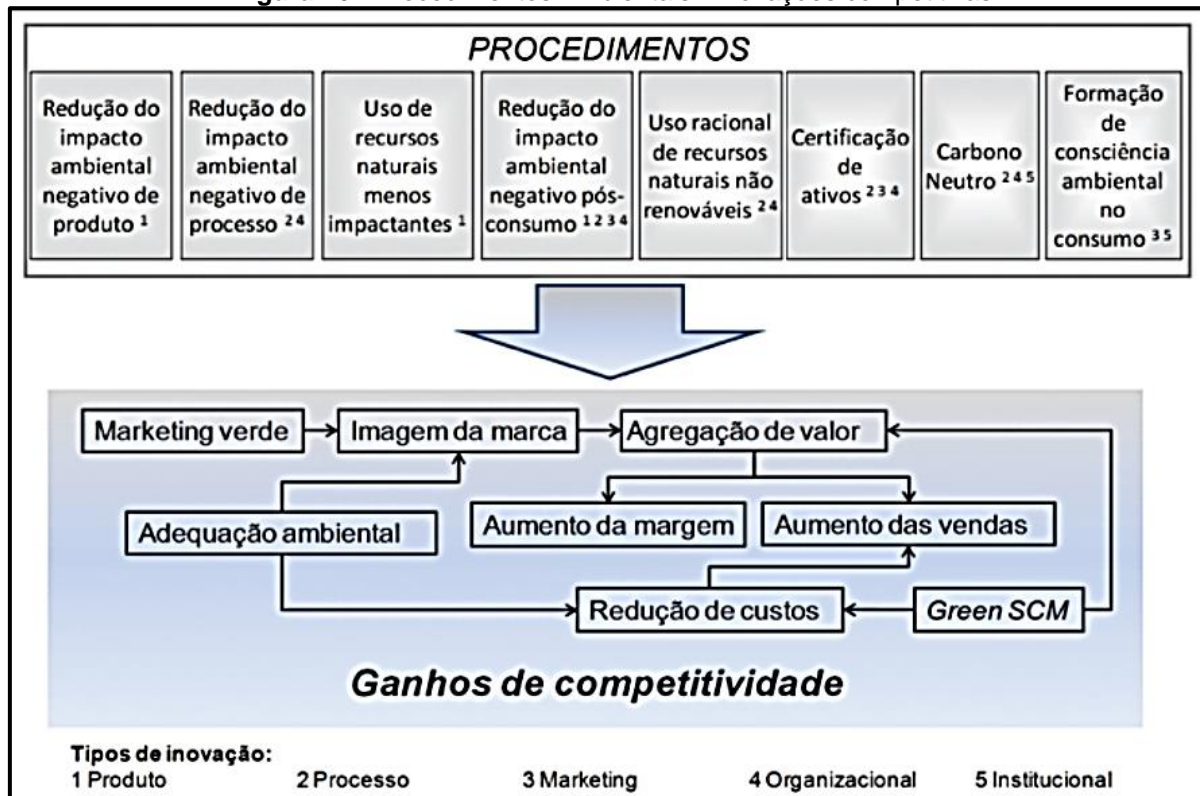 PROCEDIMENTOS
Redução do
impacto
ambiental
negativo de
produto ¹
Redução do
impacto
ambiental
negativo de
processo ² ⁴
Uso de
recursos
naturais
menos
impactantes ¹
Redução do
impacto
ambiental
negativo pós-
consumo ¹ ² ³ ⁴
Uso racional
de recursos
naturais não
renováveis ² ⁴
Certificação
de
ativos ² ³ ⁴
Carbono
Neutro ² ⁴ ⁵
Formação
de
consciência
ambiental
no
consumo ³ ⁵
Marketing verde
Imagem da marca
Agregação de valor
Adequação ambiental
Aumento da margem
Aumento das vendas
Redução de custos
Green SCM
Ganhos de competitividade
Tipos de inovação:
1 Produto 2 Processo 3 Marketing 4 Organizacional 5 Institucional